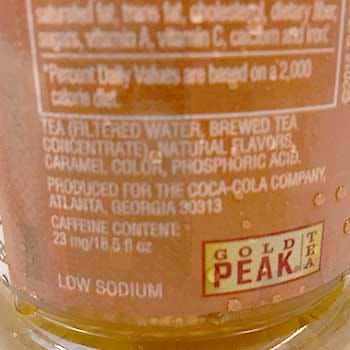 saturated fat, trans fat, cholesterol, dietary fiber,
sugars, vitamin A, vitamin C, calcium and iron.
*Percent Daily Values are based on a 2,000
calorie diet.
TEA (FILTERED WATER, BREWED TEA
CONCENTRATE), NATURAL FLAVORS,
CARAMEL COLOR, PHOSPHORIC ACID.
PRODUCED FOR THE COCA-COLA COMPANY,
ATLANTA, GEORGIA 30313
CAFFEINE CONTENT:
23 mg/18.5 fl oz
LOW SODIUM
GOLD
PEAK®
TEA